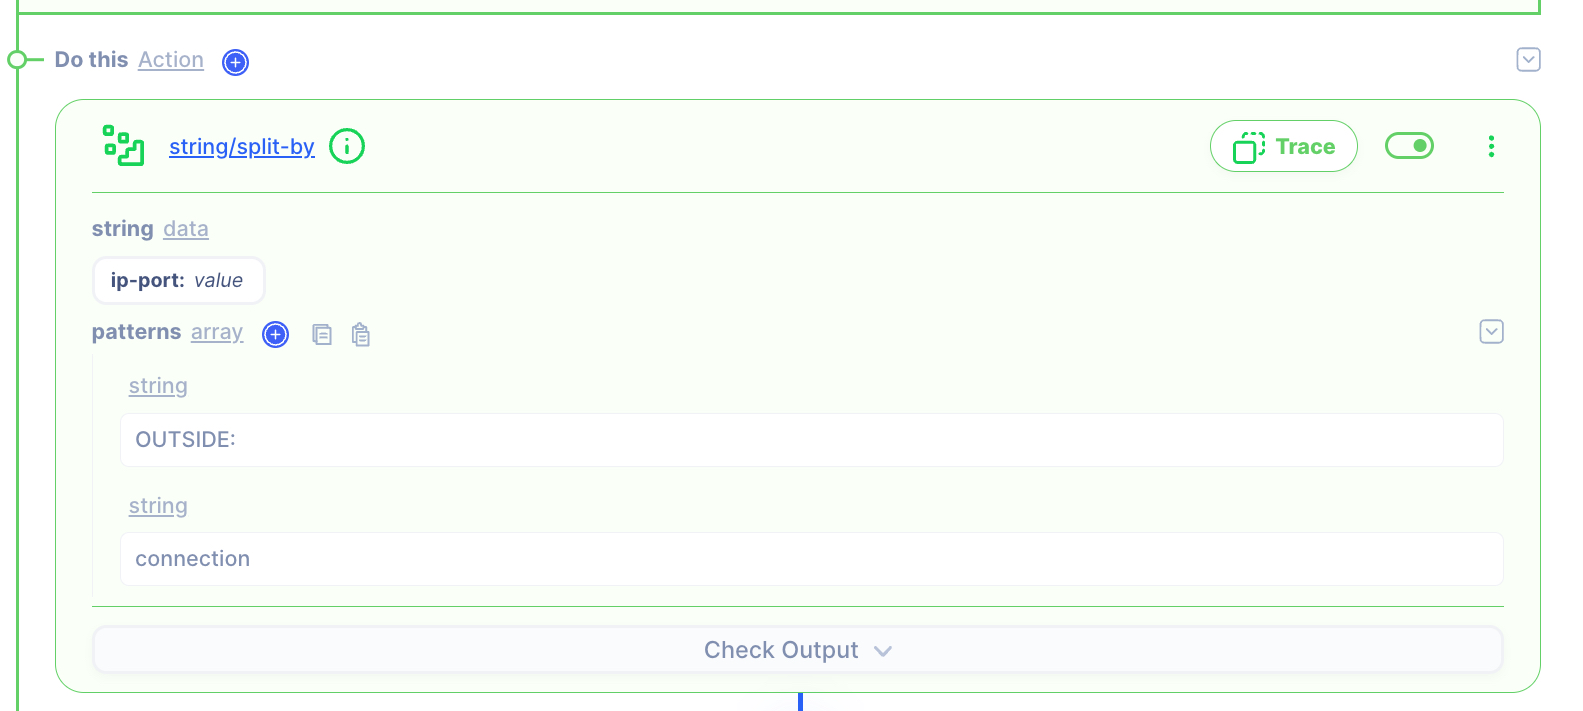 Do this Action
string/split-by
Trace
string data
ip-port: value
patterns array
string
OUTSIDE:
string
connection
Check Output